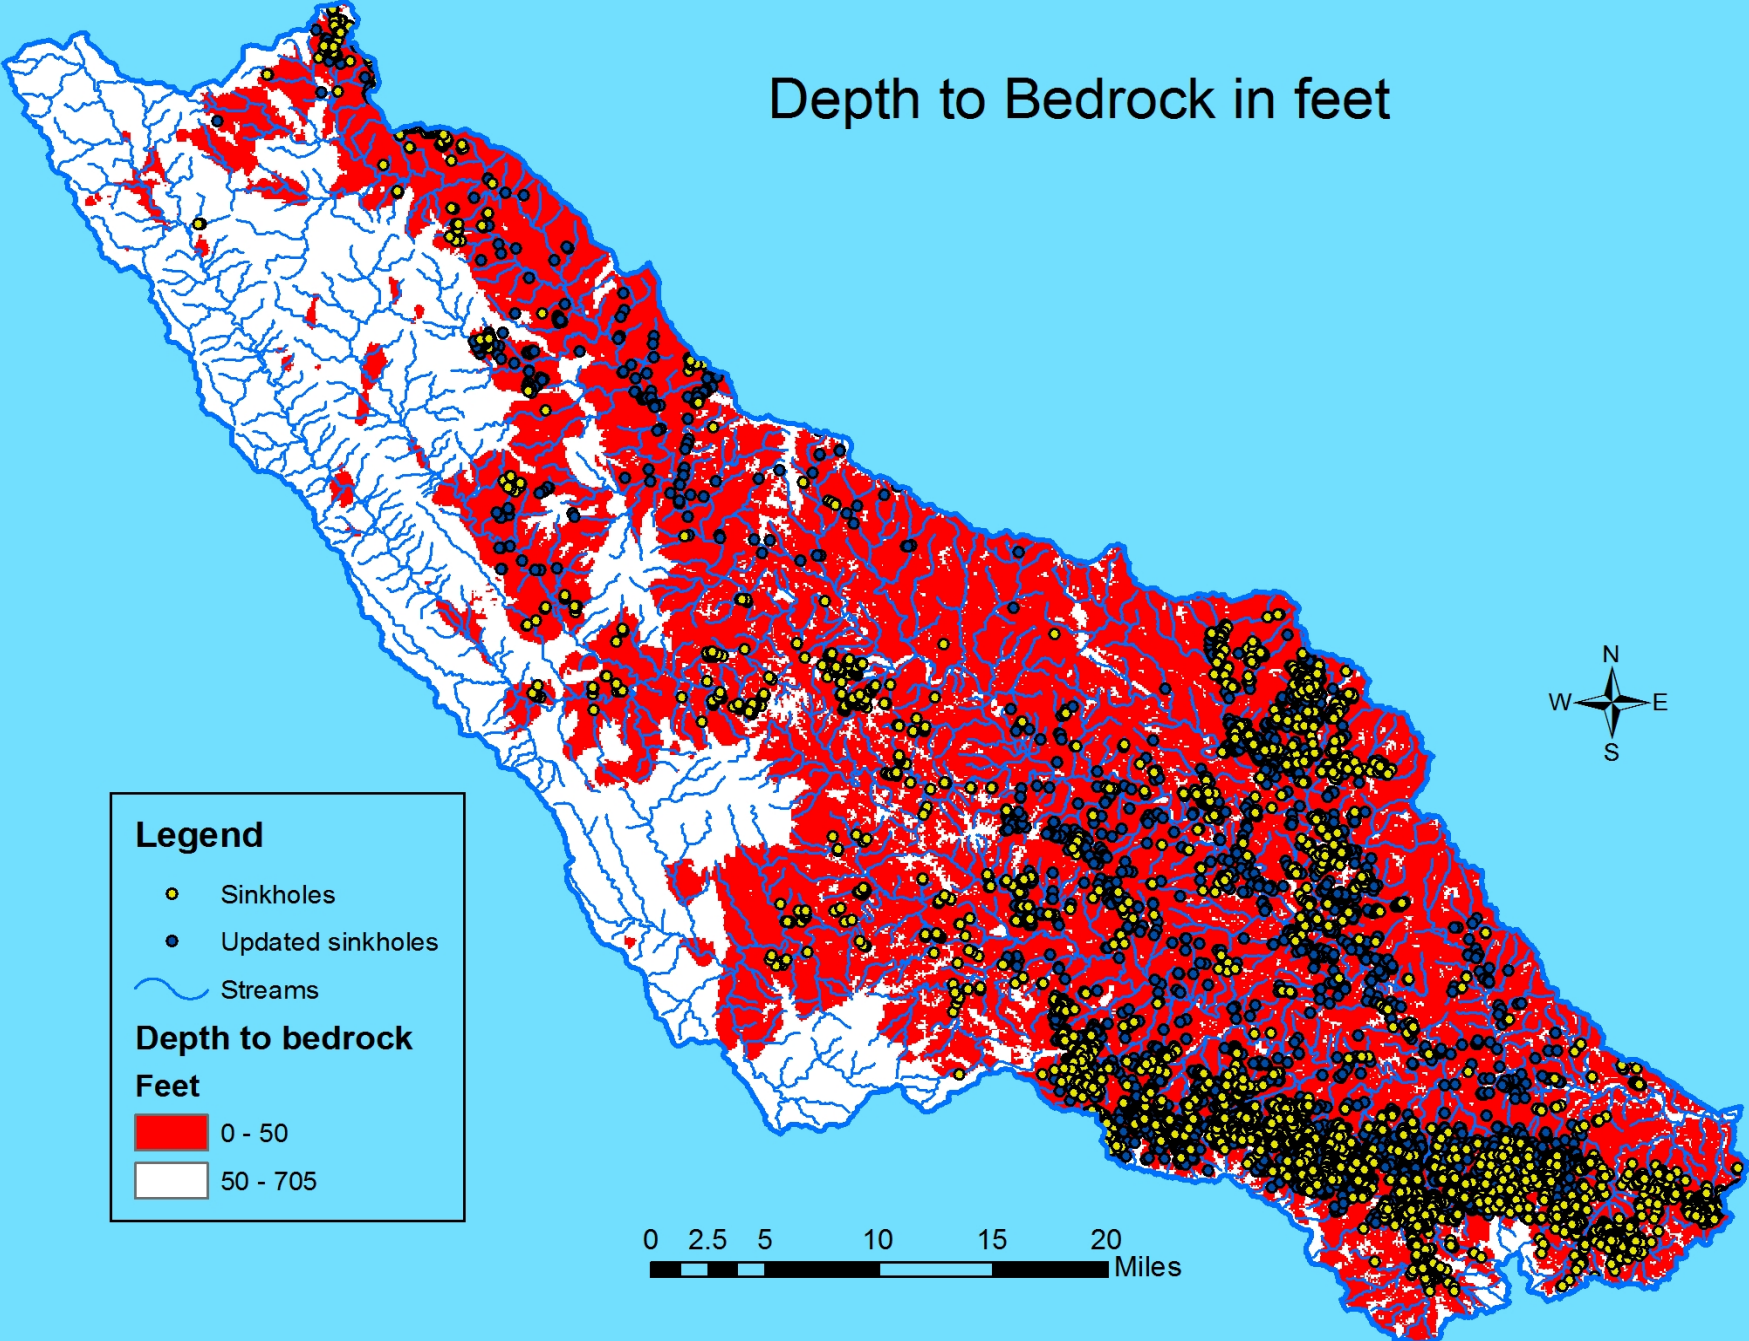 Depth to Bedrock in feet
N
W E
S
Legend
Sinkholes
Updated sinkholes
Streams
Depth to bedrock
Feet
0 - 50
50 - 705
0 2.5 5 10 15 20
Miles